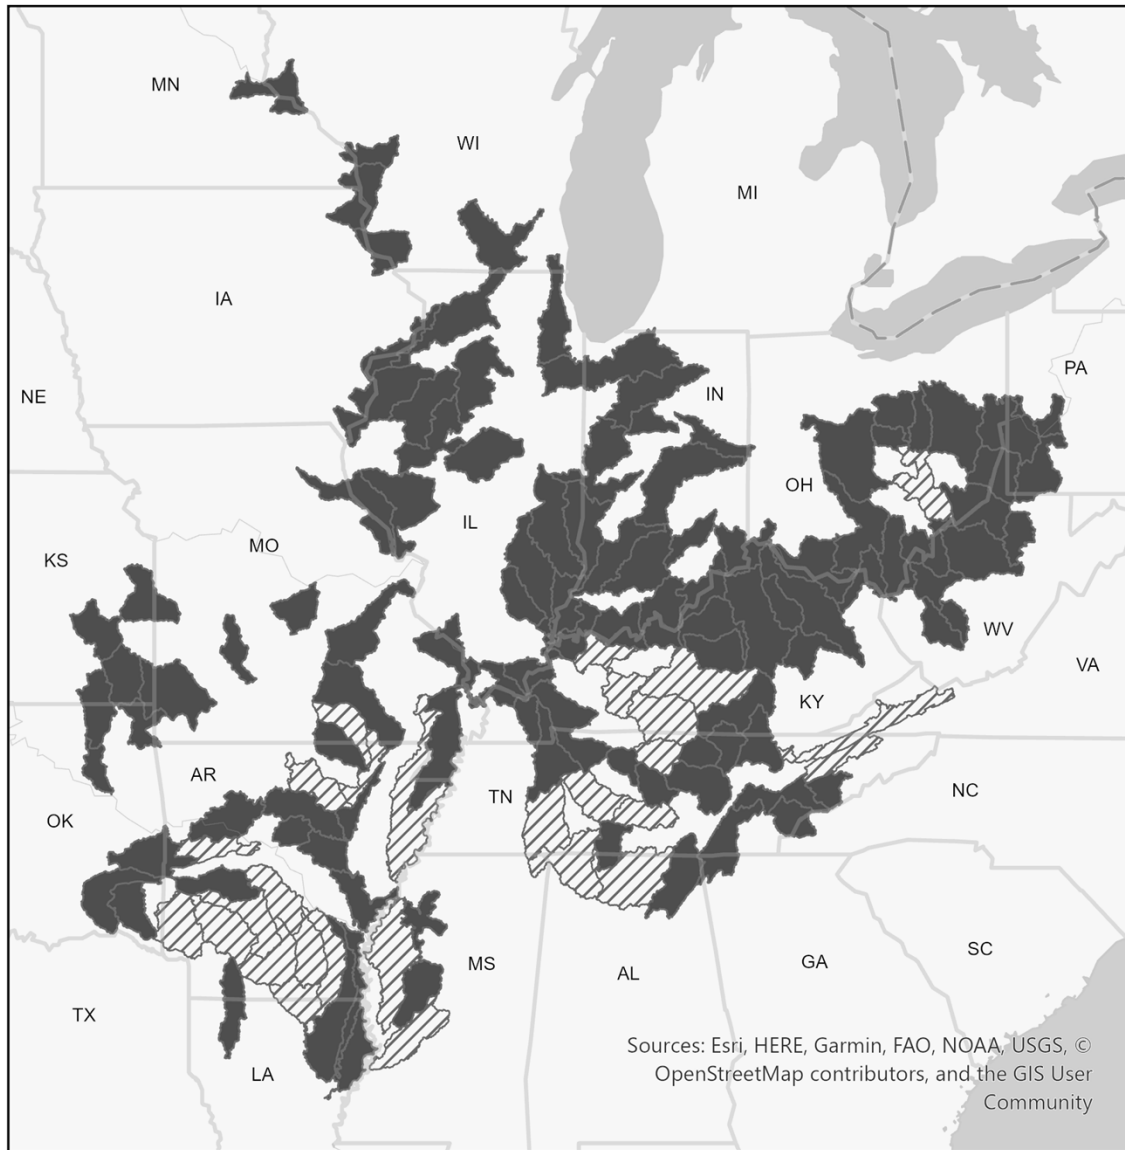 MN
WI
MI
IA
NE
PA
IN
OH
IL
MO
KS
WV
VA
KY
AR
TN
NC
OK
MS
AL
GA
SC
TX
LA
Sources: Esri, HERE, Garmin, FAO, NOAA, USGS, ©
OpenStreetMap contributors, and the GIS User
Community